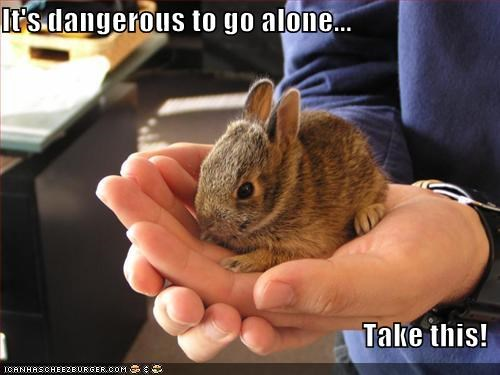 It's dangerous to go alone...
Take this!
ICANHASCHEEZBURGER.COM